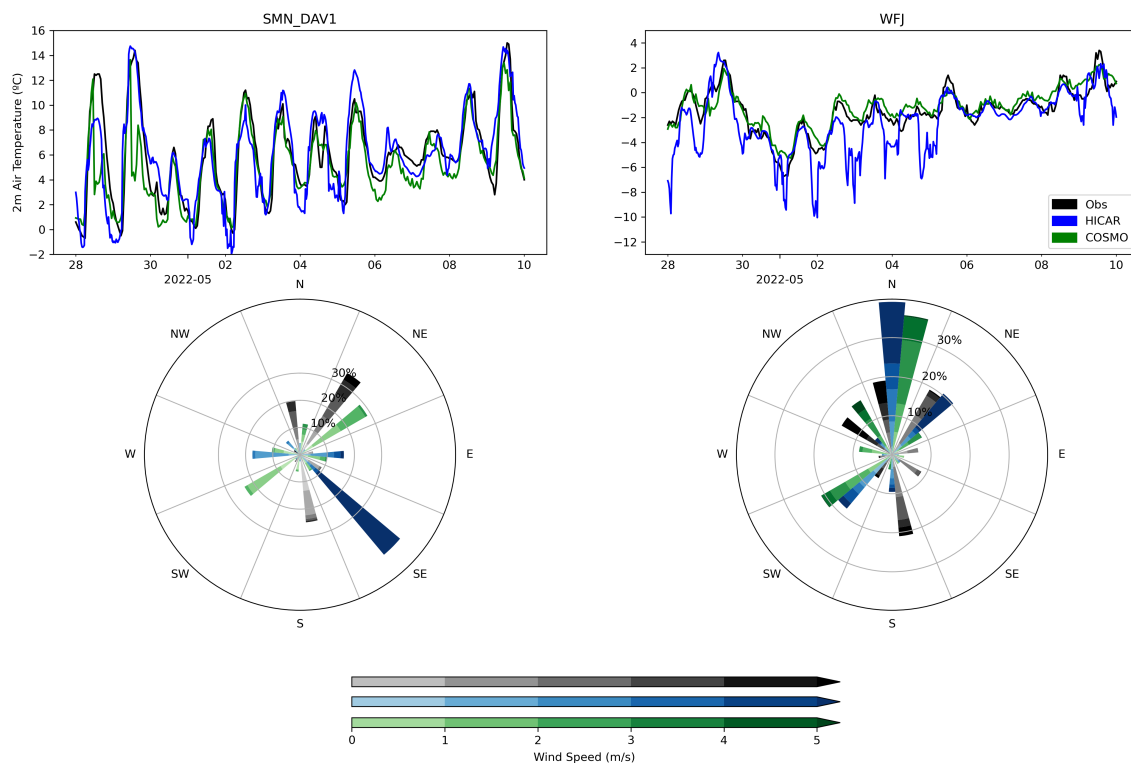 SMN_DAV1
WFJ
2m Air Temperature (ºC)
16
14
12
10
8
6
4
2
0
−2
28
30
02
04
06
08
10
2022-05
4
2
0
−2
−4
−6
−8
−10
−12
28
30
02
04
06
08
10
2022-05
Obs
HICAR
COSMO
N
NE
E
SE
S
SW
W
NW
10%
20%
30%
N
NE
E
SE
S
SW
W
NW
10%
20%
30%
0
1
2
3
4
5
Wind Speed (m/s)